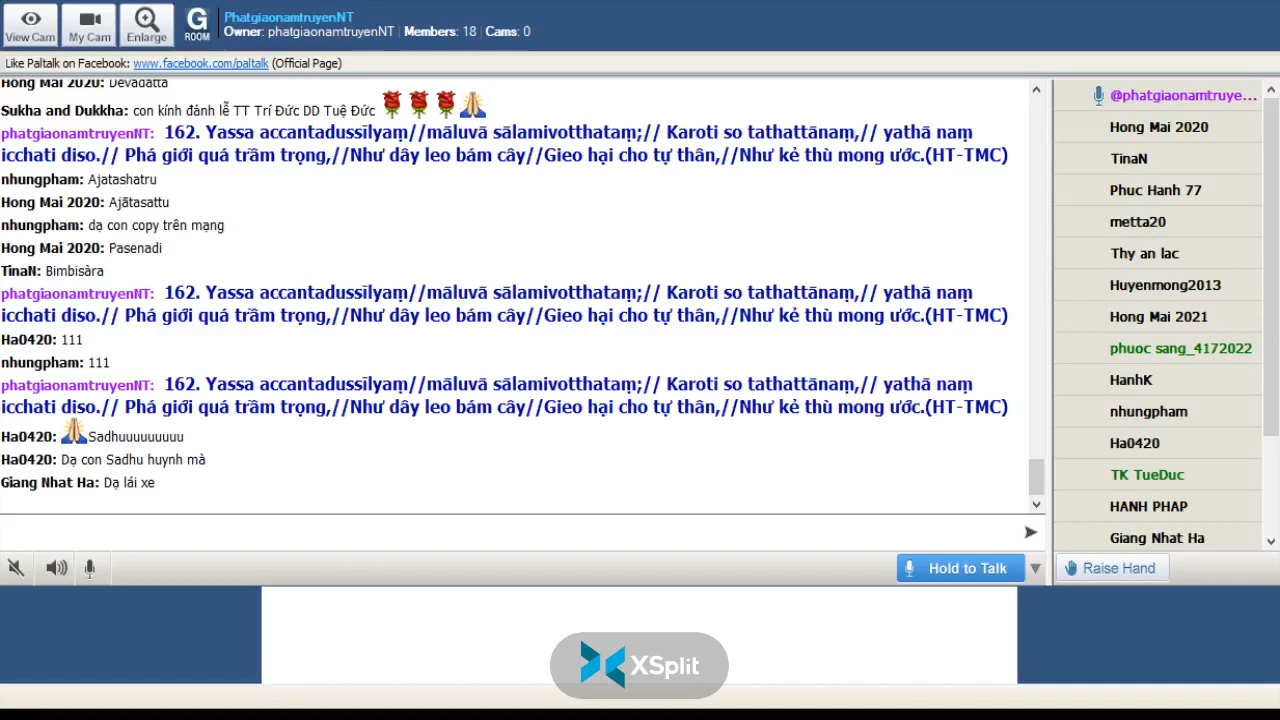 View Cam
My Cam
Enlarge
G
ROOM
PhatgiaonamtruyenNT
Owner: phatgiaonamtruyenNT | Members: 18 | Cams: 0
Like Paltalk on Facebook: www.facebook.com/paltalk (Official Page)
Hong Mai 2020: Devadatta
Sukha and Dukkha: con kính đảnh lễ TT Trí Đức DD Tuệ Đức
phatgiaonamtruyenNT: 162. Yassa accantadussīlyaṃ//māluvā sālamivotthataṃ;// Karoti so tathattānaṃ,// yathā naṃ
icchati diso.// Phá giới quá trầm trọng,//Như dây leo bám cây//Gieo hại cho tự thân,//Như kẻ thù mong ước.(HT-TMC)
nhungpham: Ajatashatru
Hong Mai 2020: Ajātasattu
nhungpham: dạ con copy trên mạng
Hong Mai 2020: Pasenadi
TinaN: Bimbisàra
phatgiaonamtruyenNT: 162. Yassa accantadussīlyaṃ//māluvā sālamivotthataṃ;// Karoti so tathattānaṃ,// yathā naṃ
icchati diso.// Phá giới quá trầm trọng,//Như dây leo bám cây//Gieo hại cho tự thân,//Như kẻ thù mong ước.(HT-TMC)
Ha0420: 111
nhungpham: 111
phatgiaonamtruyenNT: 162. Yassa accantadussīlyaṃ//māluvā sālamivotthataṃ;// Karoti so tathattānaṃ,// yathā naṃ
icchati diso.// Phá giới quá trầm trọng,//Như dây leo bám cây//Gieo hại cho tự thân,//Như kẻ thù mong ước.(HT-TMC)
Ha0420: Sadhuuuuuuuuu
Ha0420: Dạ con Sadhu huynh mà
Giang Nhat Ha: Dạ lái xe
Hold to Talk
@phatgiaonamtruye...
Hong Mai 2020
TinaN
Phuc Hanh 77
metta20
Thy an lac
Huyenmong2013
Hong Mai 2021
phuoc sang_4172022
HanhK
nhungpham
Ha0420
TK TueDuc
HANH PHAP
Giang Nhat Ha
Raise Hand
XSplit